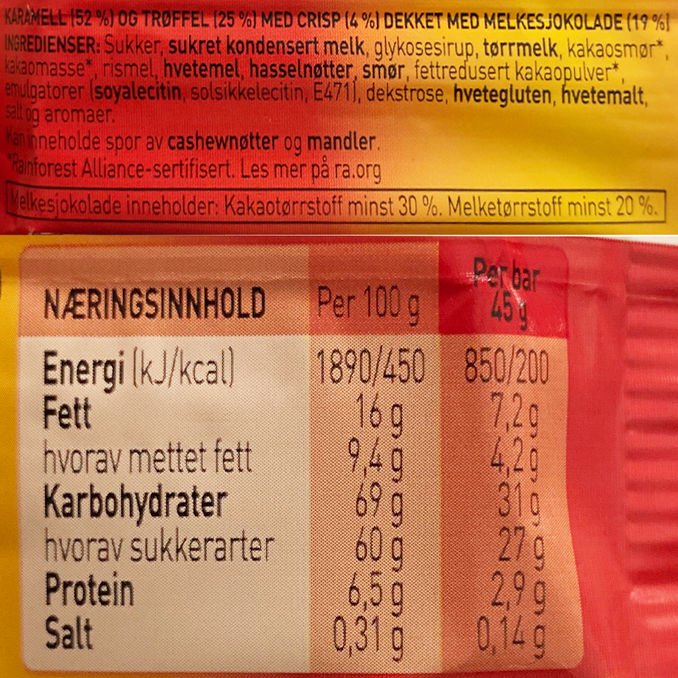 KARAMELL (52 %) OG TRØFFEL (25 %) MED CRISP (4 %) DEKKET MED MELKESJOKOLADE (19 %)
INGREDIENSER: Sukker, sukret kondensert melk, glykosesirup, tørrmelk, kakaosmør*,
kakaomasse*, rismel, hvetemel, hasselnøtter, smør, fettredusert kakaopulver*,
emulgatorer (soyalecitin, solsikkelecitin, E471), dekstrose, hvetegluten, hvetemalt,
salt og aromaer.
Kan inneholde spor av cashewnøtter og mandler.
*Rainforest Alliance-sertifisert. Les mer på ra.org
Melkesjokolade inneholder: Kakaotørrstoff minst 30 %. Melketørrstoff minst 20 %.
NÆRINGSINNHOLD Per 100 g Per bar 45 g
Energi (kJ/kcal) 1890/450 850/200
Fett 16 g 7,2 g
hvorav mettet fett 9,4 g 4,2 g
Karbohydrater 69 g 31 g
hvorav sukkerarter 60 g 27 g
Protein 6,5 g 2,9 g
Salt 0,31 g 0,14 g